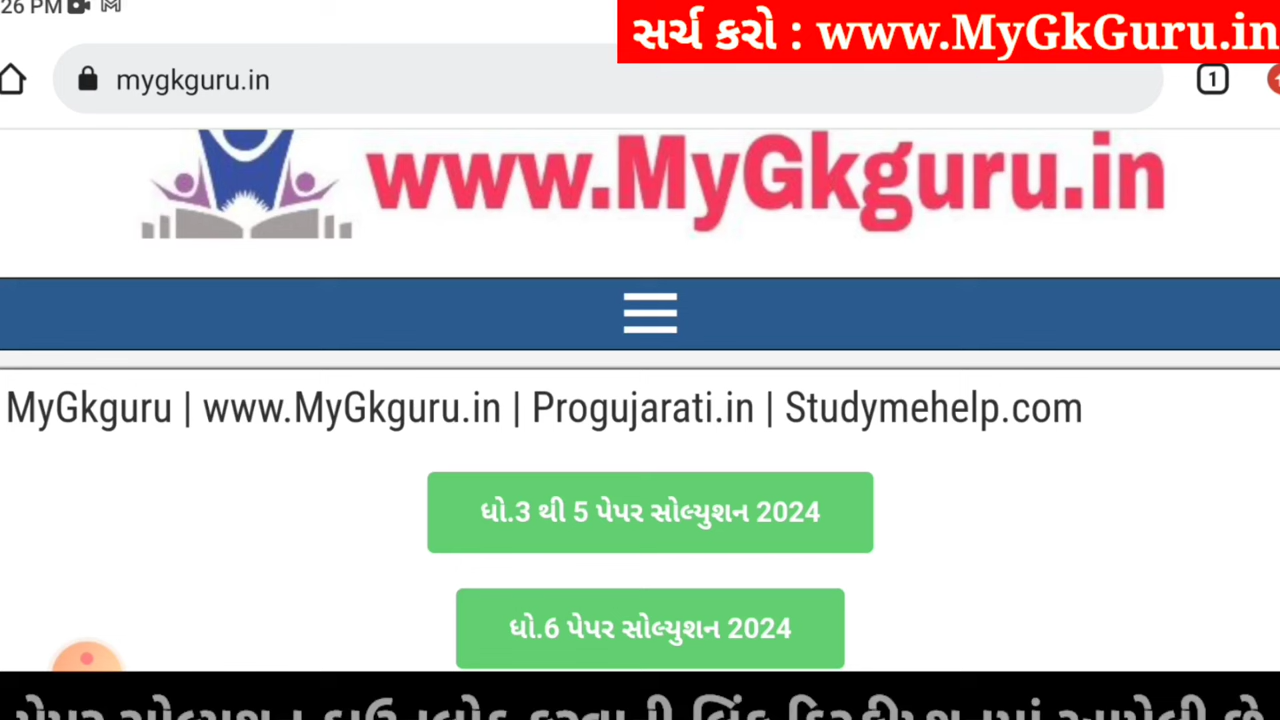 26 PM
સર્ચ કરો : www.MyGkGuru.in
mygkguru.in
1
www.MyGkguru.in
MyGkguru | www.MyGkguru.in | Progujarati.in | Studymehelp.com
ધો.3 થી 5 પેપર સોલ્યુશન 2024
ધો.6 પેપર સોલ્યુશન 2024